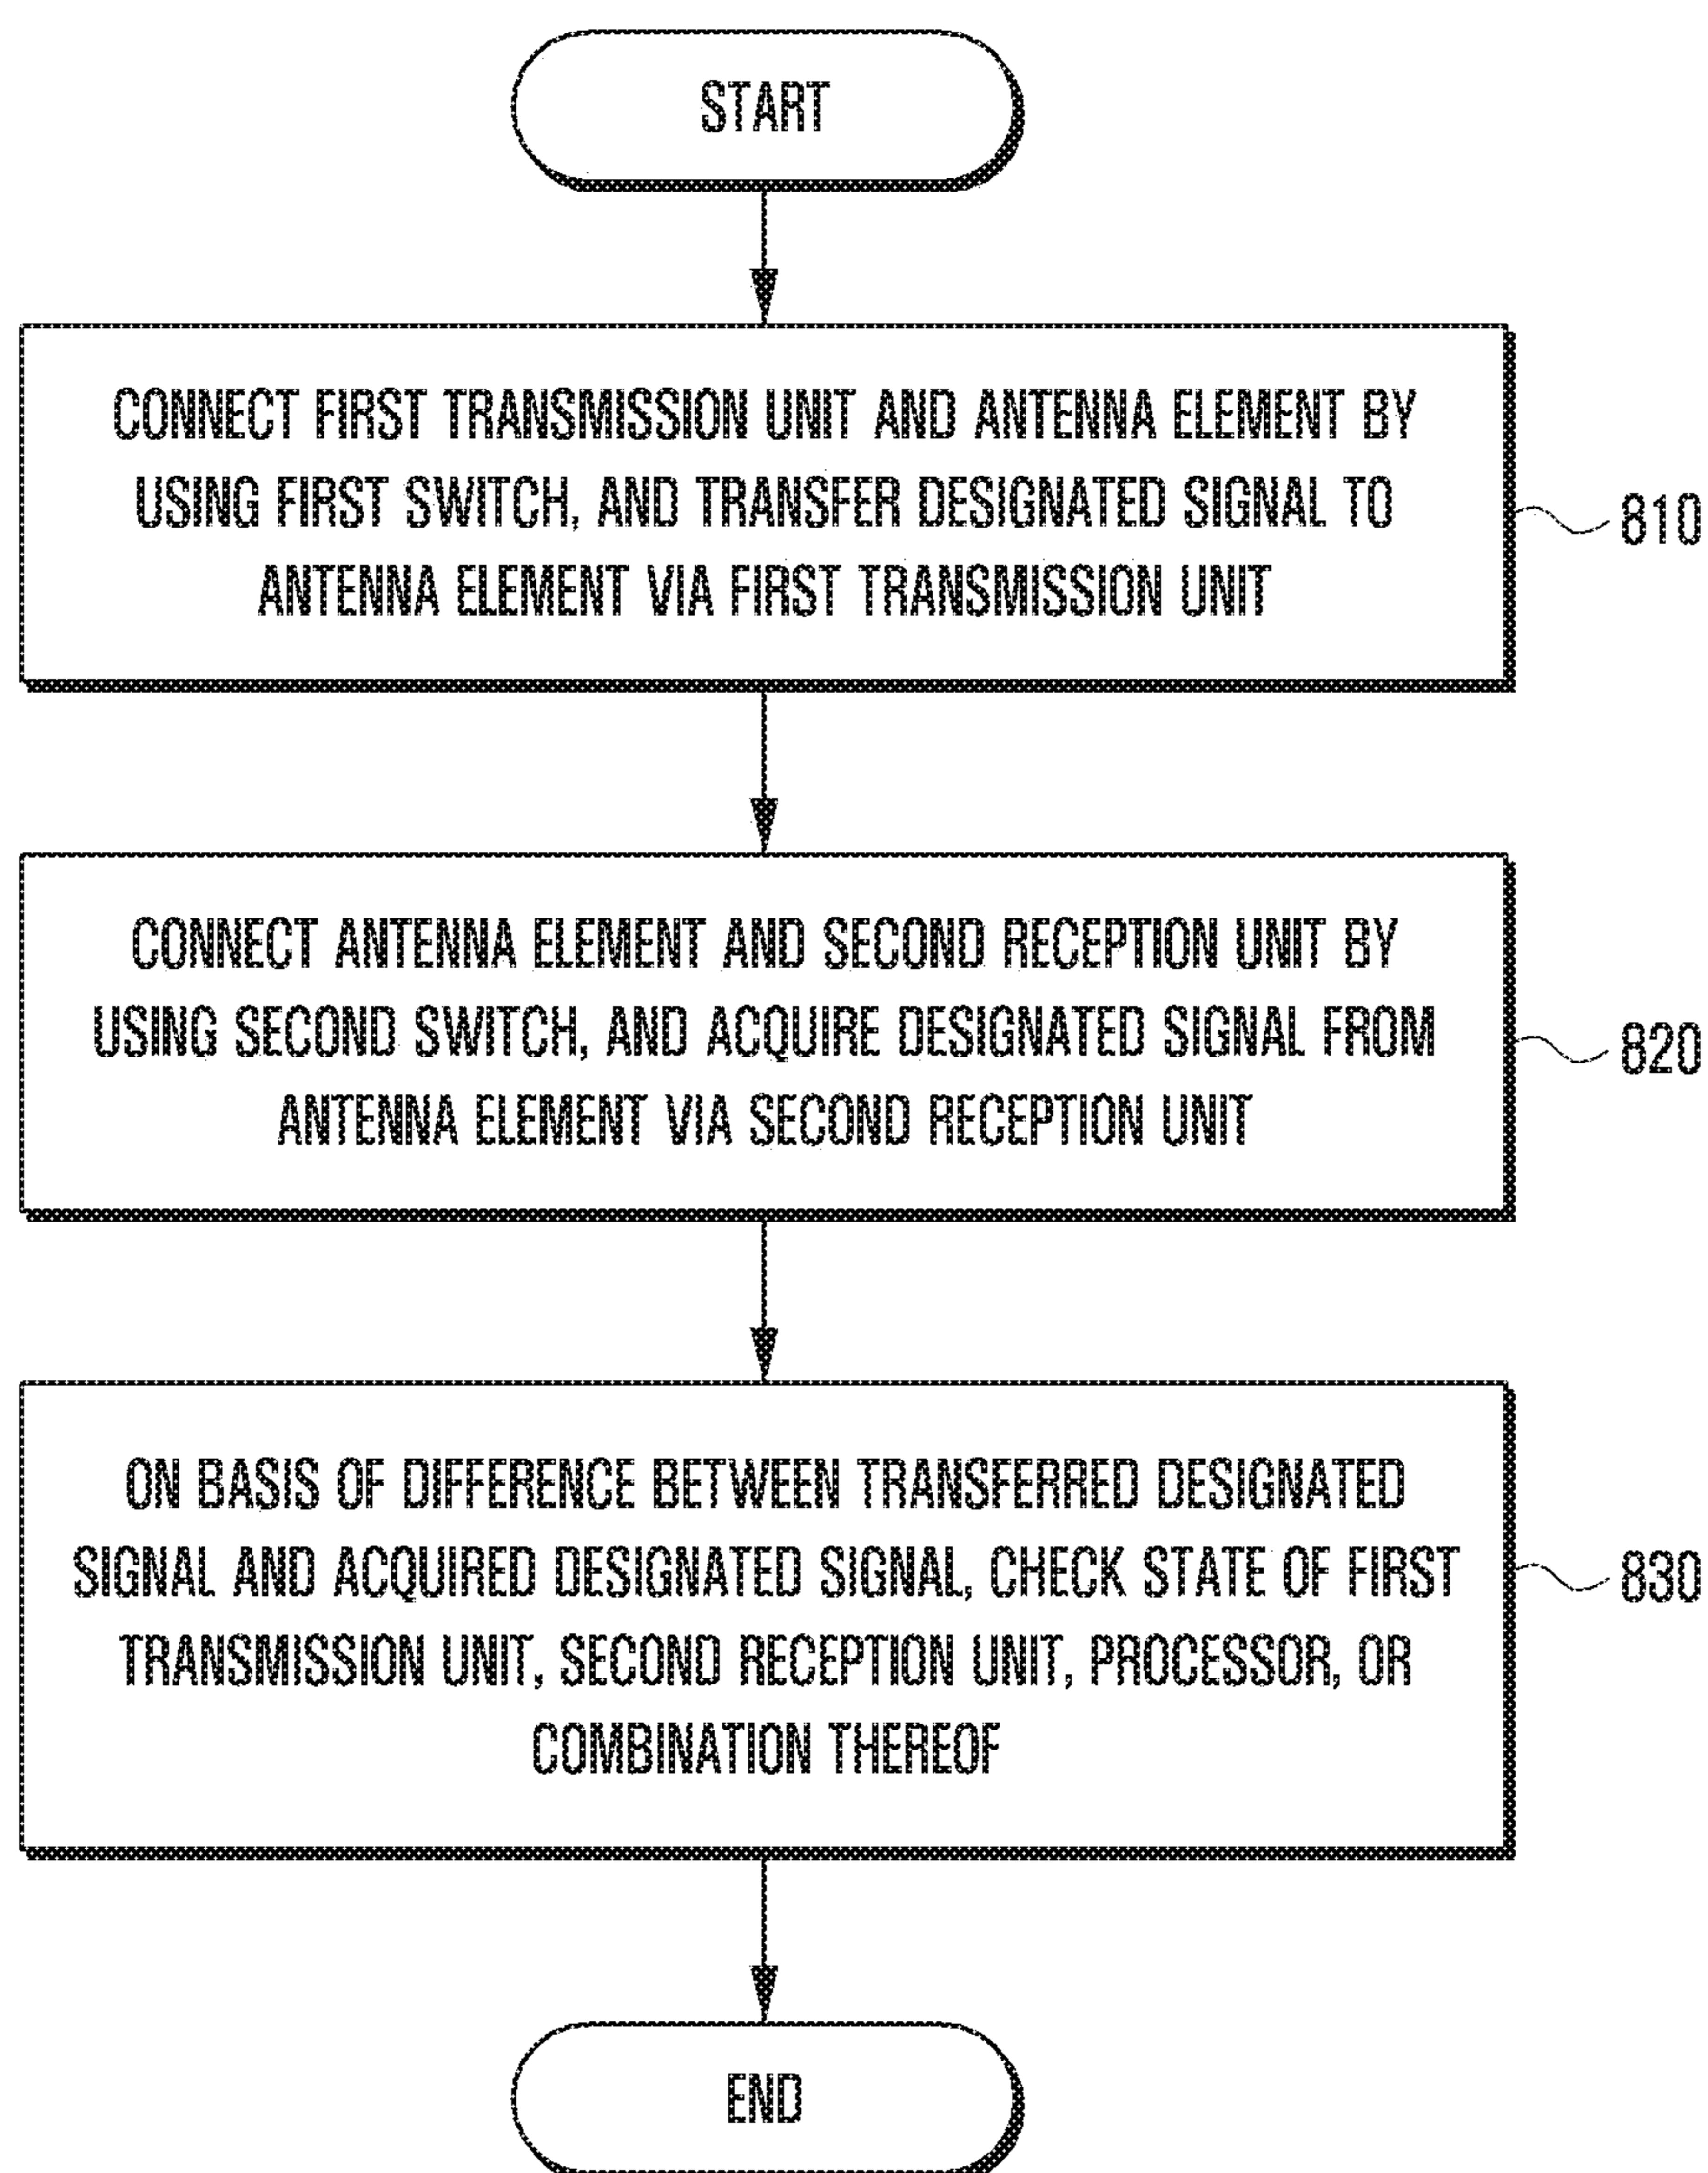 START
CONNECT FIRST TRANSMISSION UNIT AND ANTENNA ELEMENT BY
USING FIRST SWITCH, AND TRANSFER DESIGNATED SIGNAL TO
ANTENNA ELEMENT VIA FIRST TRANSMISSION UNIT
810
CONNECT ANTENNA ELEMENT AND SECOND RECEPTION UNIT BY
USING SECOND SWITCH, AND ACQUIRE DESIGNATED SIGNAL FROM
ANTENNA ELEMENT VIA SECOND RECEPTION UNIT
820
ON BASIS OF DIFFERENCE BETWEEN TRANSFERRED DESIGNATED
SIGNAL AND ACQUIRED DESIGNATED SIGNAL, CHECK STATE OF FIRST
TRANSMISSION UNIT, SECOND RECEPTION UNIT, PROCESSOR, OR
COMBINATION THEREOF
830
END